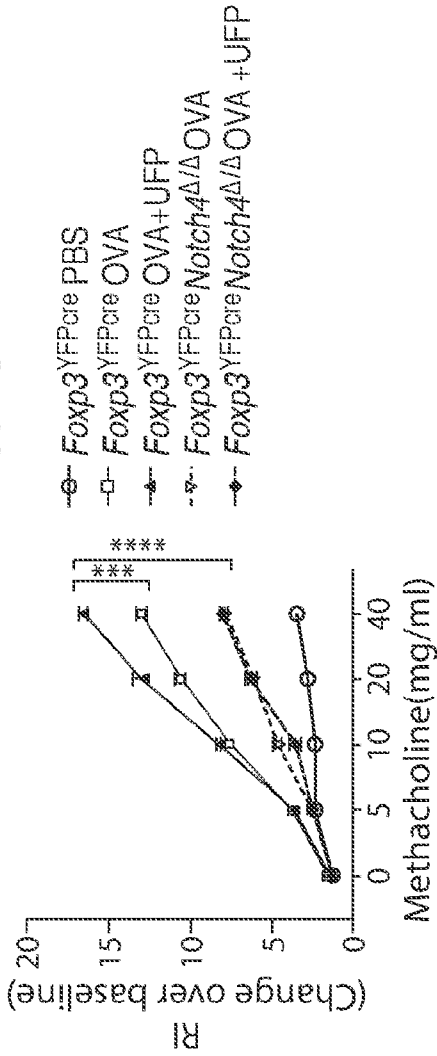 RI
(Change over baseline)
20
15
10
5
0
0 5 10 20 40
Methacholine(mg/ml)
***
****
Foxp3YFPcre PBS
Foxp3YFPcre OVA
Foxp3YFPcre OVA+UFP
Foxp3YFPcreNotch4Δ/Δ OVA
Foxp3YFPcreNotch4Δ/Δ OVA +UFP